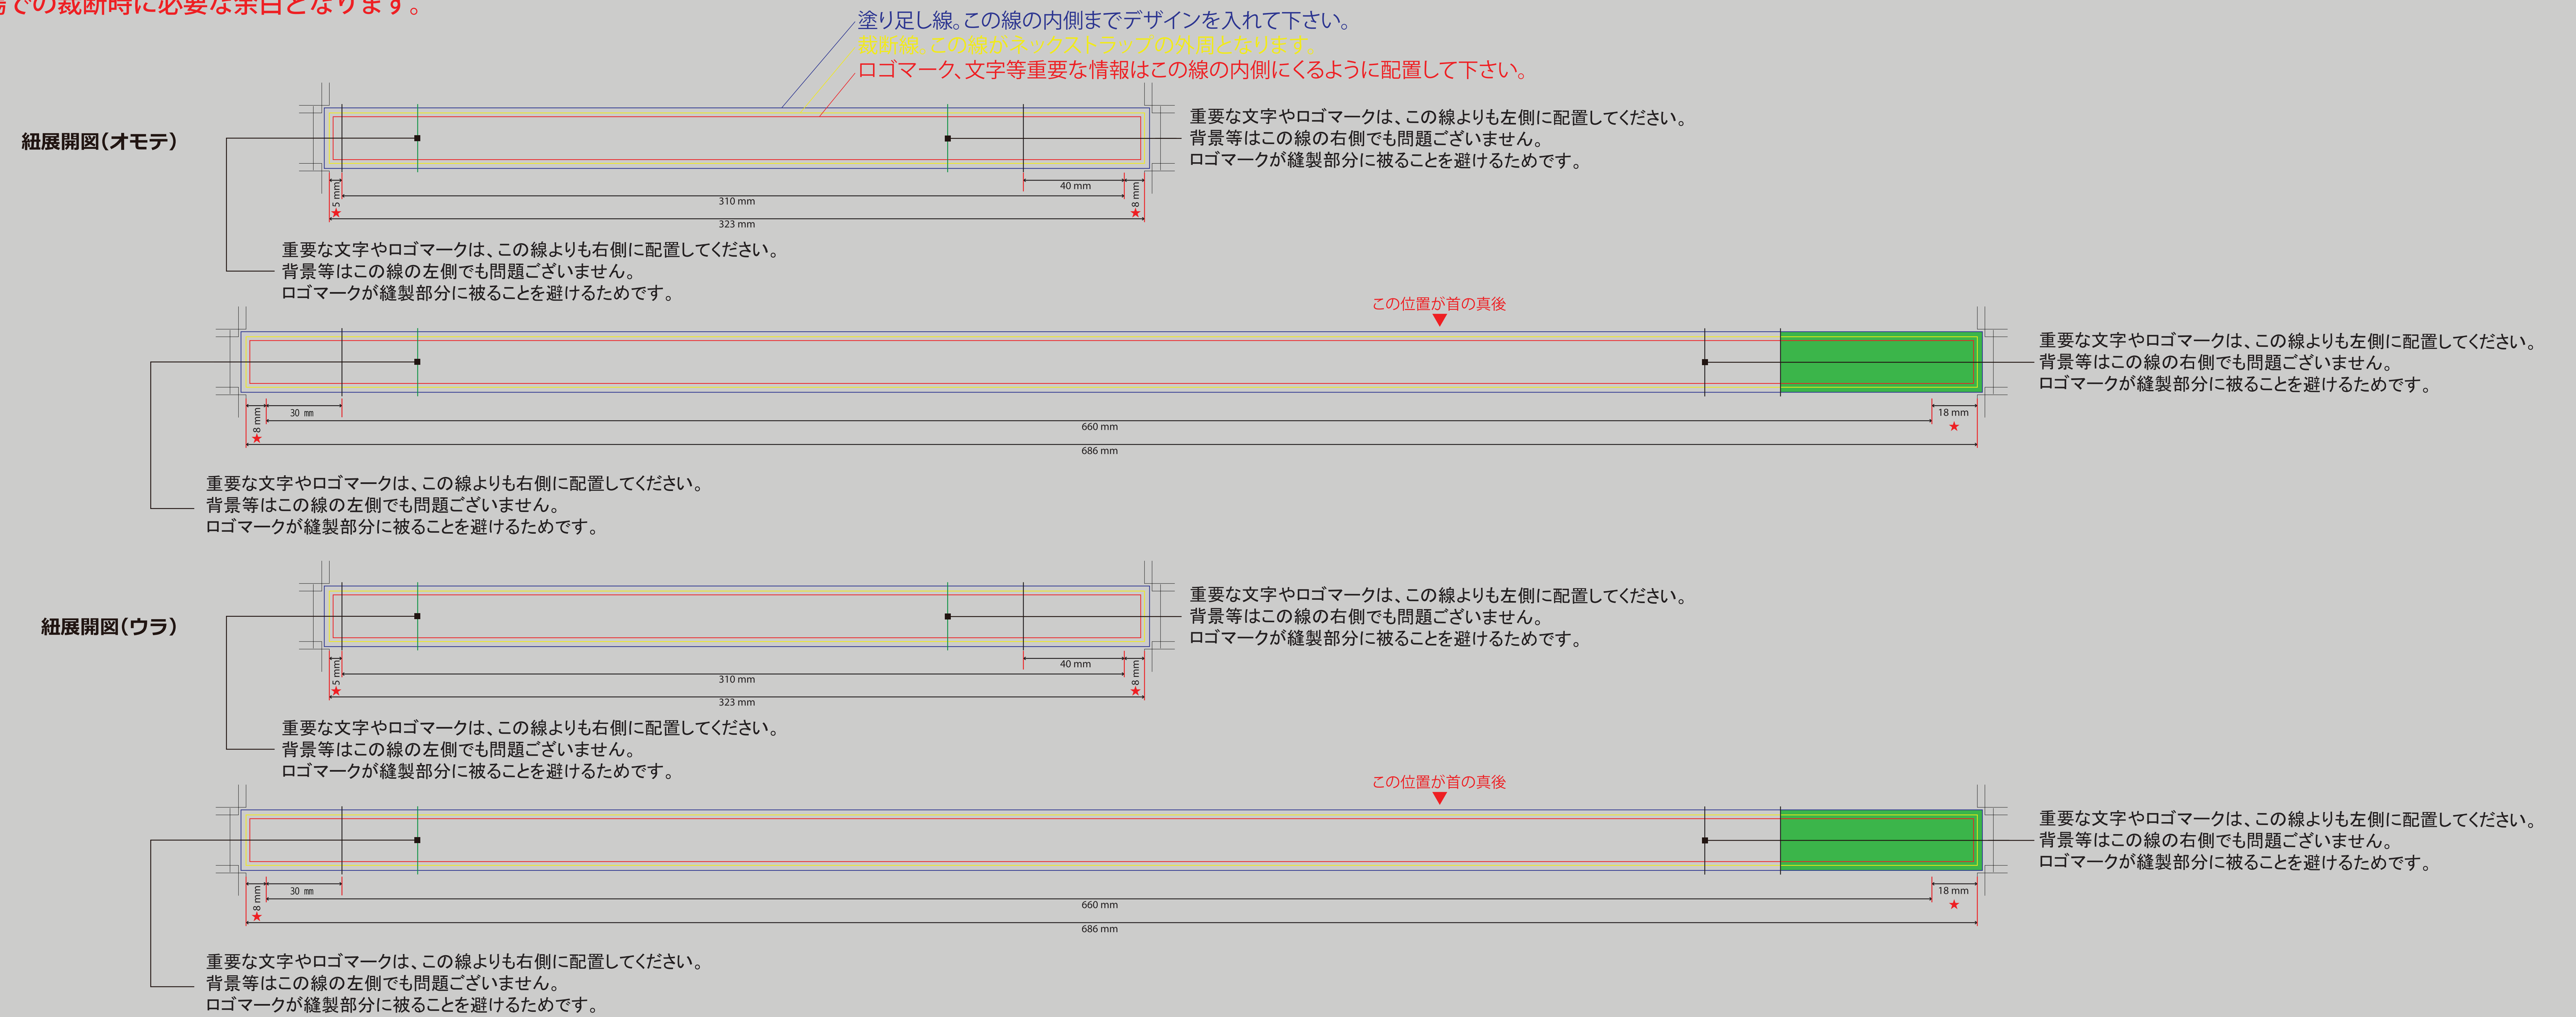 場での裁断時に必要な余白となります。
塗り足し線。この線の内側までデザインを入れて下さい。
裁断線。この線がネックストラップの外周となります。
ロゴマーク、文字等重要な情報はこの線の内側にくるように配置して下さい。
紐展開図(オモテ)
重要な文字やロゴマークは、この線よりも左側に配置してください。
背景等はこの線の右側でも問題ございません。
ロゴマークが縫製部分に被ることを避けるためです。
★5 mm
40 mm
★8 mm
310 mm
323 mm
重要な文字やロゴマークは、この線よりも右側に配置してください。
背景等はこの線の左側でも問題ございません。
ロゴマークが縫製部分に被ることを避けるためです。
この位置が首の真後
▼
重要な文字やロゴマークは、この線よりも左側に配置してください。
背景等はこの線の右側でも問題ございません。
ロゴマークが縫製部分に被ることを避けるためです。
★8 mm
30 mm
18 mm
★
660 mm
686 mm
重要な文字やロゴマークは、この線よりも右側に配置してください。
背景等はこの線の左側でも問題ございません。
ロゴマークが縫製部分に被ることを避けるためです。
紐展開図(ウラ)
重要な文字やロゴマークは、この線よりも左側に配置してください。
背景等はこの線の右側でも問題ございません。
ロゴマークが縫製部分に被ることを避けるためです。
★5 mm
40 mm
★8 mm
310 mm
323 mm
重要な文字やロゴマークは、この線よりも右側に配置してください。
背景等はこの線の左側でも問題ございません。
ロゴマークが縫製部分に被ることを避けるためです。
この位置が首の真後
▼
重要な文字やロゴマークは、この線よりも左側に配置してください。
背景等はこの線の右側でも問題ございません。
ロゴマークが縫製部分に被ることを避けるためです。
★8 mm
30 mm
18 mm
★
660 mm
686 mm
重要な文字やロゴマークは、この線よりも右側に配置してください。
背景等はこの線の左側でも問題ございません。
ロゴマークが縫製部分に被ることを避けるためです。